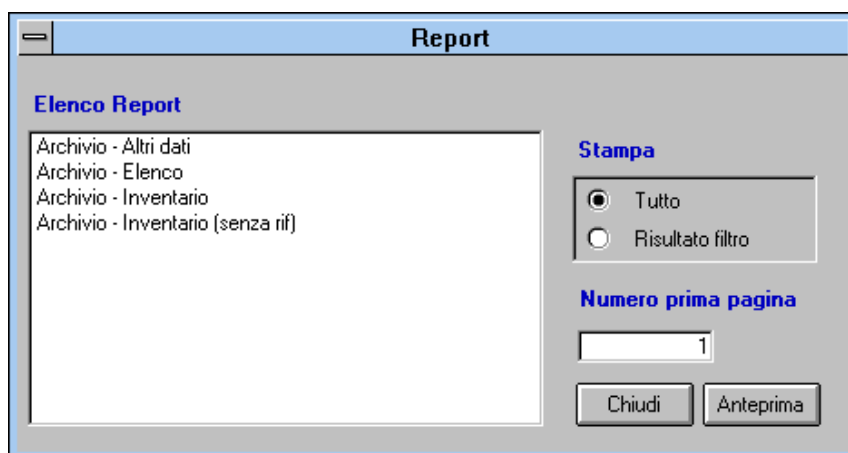 Report
Elenco Report
Archivio - Altri dati
Archivio - Elenco
Archivio - Inventario
Archivio - Inventario (senza rif)
Stampa
Tutto
Risultato filtro
Numero prima pagina
1
Chiudi
Anteprima